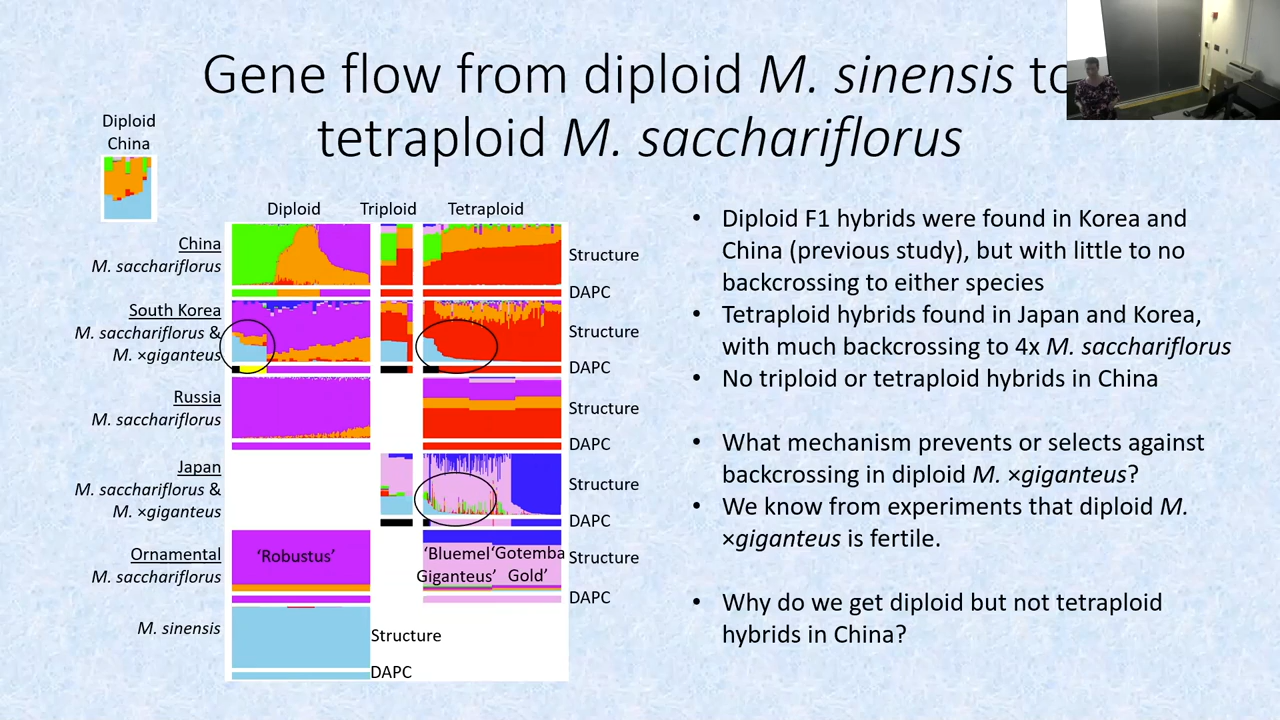 Gene flow from diploid M. sinensis to
tetraploid M. sacchariflorus
Diploid
China
Diploid Triploid Tetraploid
China
M. sacchariflorus
Structure
DAPC
South Korea
M. sacchariflorus &
M. ×giganteus
Structure
DAPC
Russia
M. sacchariflorus
Structure
DAPC
Japan
M. sacchariflorus &
M. ×giganteus
Structure
DAPC
Ornamental
M. sacchariflorus
‘Robustus’
‘Bluemel
Giganteus’
‘Gotemba
Gold’
Structure
DAPC
M. sinensis
Structure
DAPC
• Diploid F1 hybrids were found in Korea and
China (previous study), but with little to no
backcrossing to either species
• Tetraploid hybrids found in Japan and Korea,
with much backcrossing to 4x M. sacchariflorus
• No triploid or tetraploid hybrids in China
• What mechanism prevents or selects against
backcrossing in diploid M. ×giganteus?
• We know from experiments that diploid M.
×giganteus is fertile.
• Why do we get diploid but not tetraploid
hybrids in China?